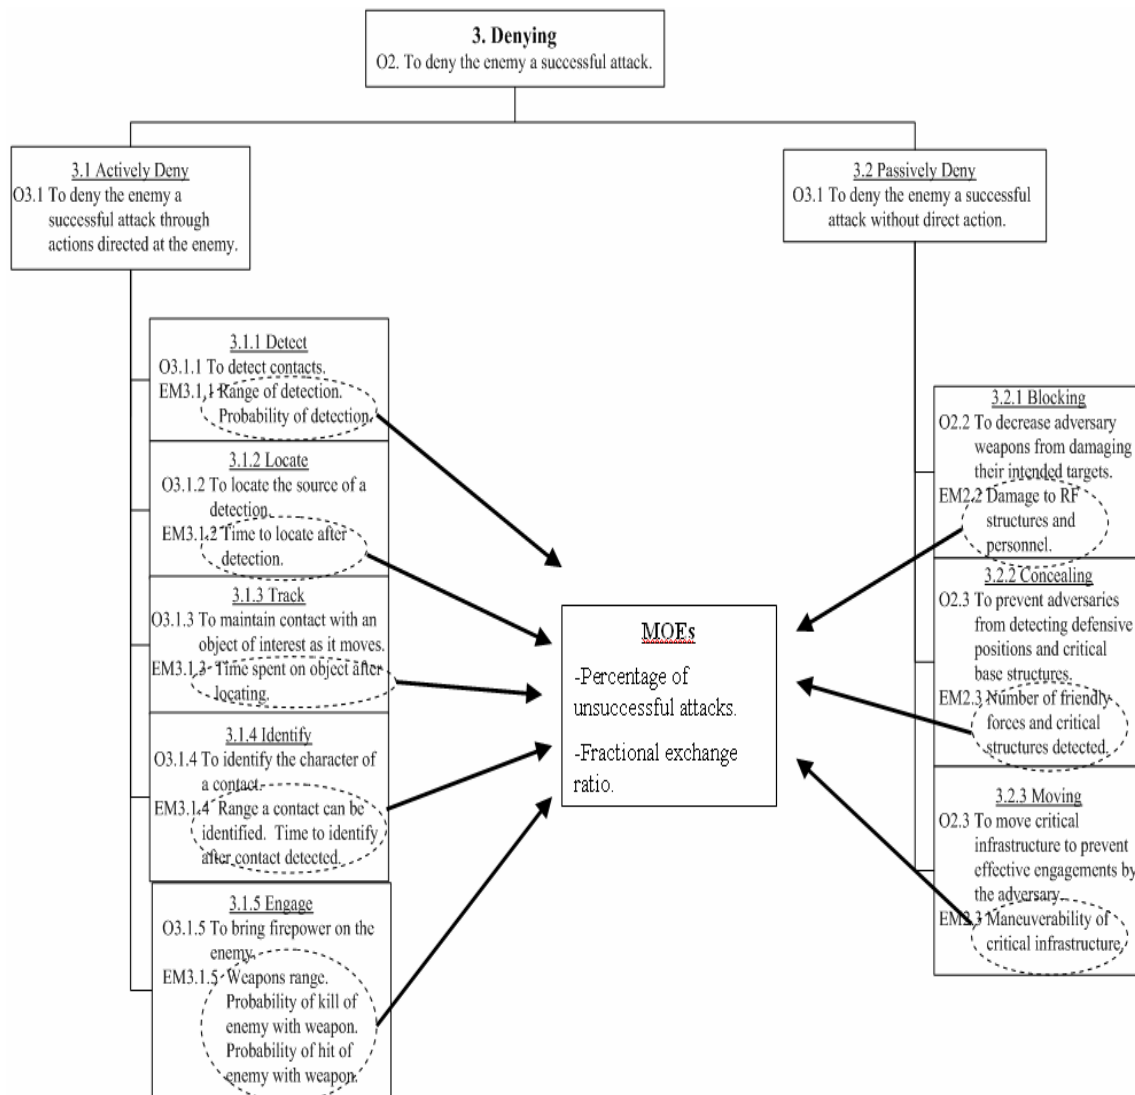 3. Denying
O2. To deny the enemy a successful attack.
3.1 Actively Deny
O3.1 To deny the enemy a
successful attack through
actions directed at the enemy.
3.2 Passively Deny
O3.1 To deny the enemy a successful
attack without direct action.
3.1.1 Detect
O3.1.1 To detect contacts.
EM3.1.1 Range of detection.
Probability of detection.
3.1.2 Locate
O3.1.2 To locate the source of a
detection.
EM3.1.2 Time to locate after
detection.
3.1.3 Track
O3.1.3 To maintain contact with an
object of interest as it moves.
EM3.1.3 Time spent on object after
locating.
3.1.4 Identify
O3.1.4 To identify the character of
a contact.
EM3.1.4 Range a contact can be
identified. Time to identify
after contact detected.
3.1.5 Engage
O3.1.5 To bring firepower on the
enemy.
EM3.1.5 Weapons range.
Probability of kill of
enemy with weapon.
Probability of hit of
enemy with weapon.
MOEs
-Percentage of
unsuccessful attacks.
-Fractional exchange
ratio.
3.2.1 Blocking
O2.2 To decrease adversary
weapons from damaging
their intended targets.
EM2.2 Damage to RF
structures and
personnel.
3.2.2 Concealing
O2.3 To prevent adversaries
from detecting defensive
positions and critical
base structures.
EM2.3 Number of friendly
forces and critical
structures detected.
3.2.3 Moving
O2.3 To move critical
infrastructure to prevent
effective engagements by
the adversary.
EM2.3 Maneuverability of
critical infrastructure.